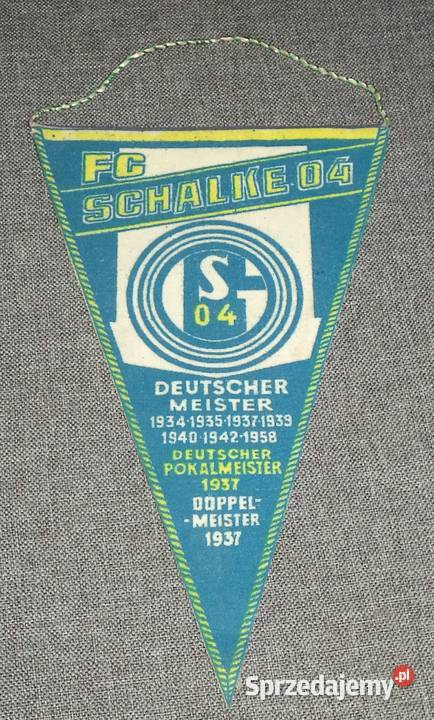 FC
SCHALKE 04
S
04
DEUTSCHER
MEISTER
1934·1935·1937·1939
1940·1942·1958
DEUTSCHER
POKALMEISTER
1937
DOPPEL-
-MEISTER
1937
Sprzedajemy.pl